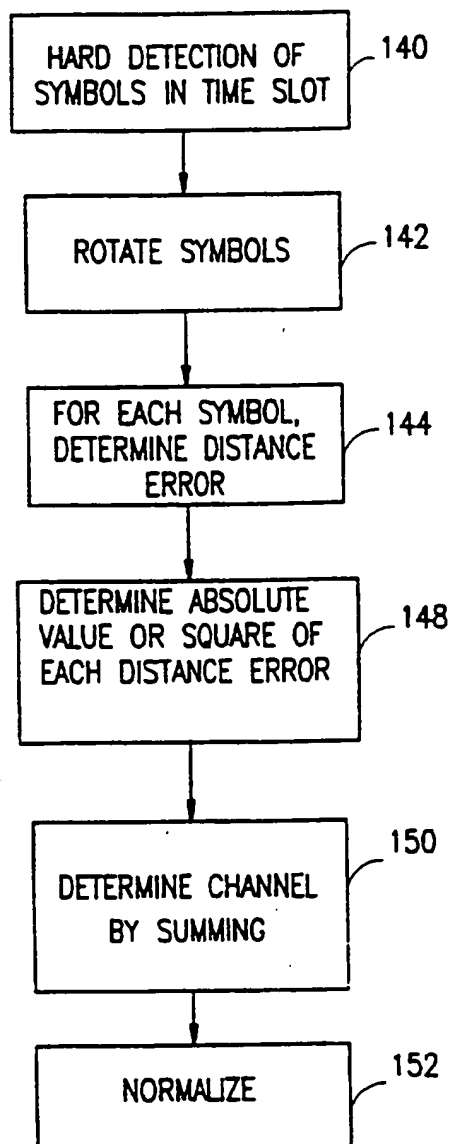 HARD DETECTION OF
SYMBOLS IN TIME SLOT
140
ROTATE SYMBOLS
142
FOR EACH SYMBOL,
DETERMINE DISTANCE
ERROR
144
DETERMINE ABSOLUTE
VALUE OR SQUARE OF
EACH DISTANCE ERROR
148
DETERMINE CHANNEL
BY SUMMING
150
NORMALIZE
152